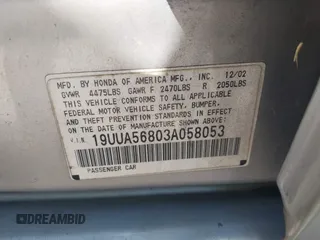 MFD. BY HONDA OF AMERICA MFG., INC. 12/02
GVWR 4475LBS GAWR F 2470LBS R 2050LBS
THIS VEHICLE CONFORMS TO ALL APPLICABLE
FEDERAL MOTOR VEHICLE SAFETY, BUMPER,
AND THEFT PREVENTION STANDARDS IN EFFECT
ON THE DATE OF MANUFACTURE SHOWN ABOVE.
V.I.N. 19UUA56803A058053
PASSENGER CAR
DREAMBID